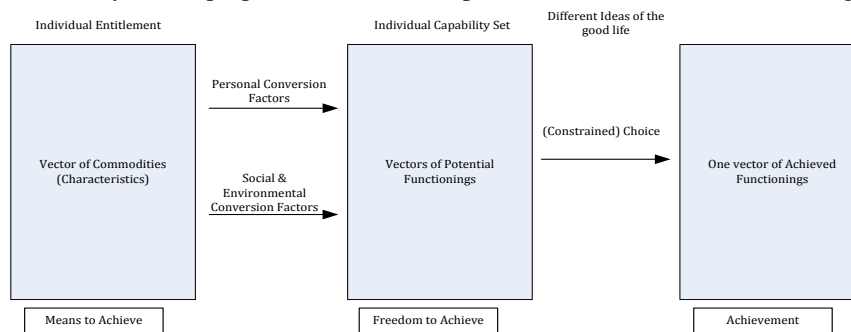 Individual Entitlement
Individual Capability Set
Different Ideas of the
good life
Personal Conversion
Factors
(Constrained) Choice
Vector of Commodities
(Characteristics)
Vectors of Potential
Functionings
One vector of Achieved
Functionings
Social &
Environmental
Conversion Factors
Means to Achieve
Freedom to Achieve
Achievement